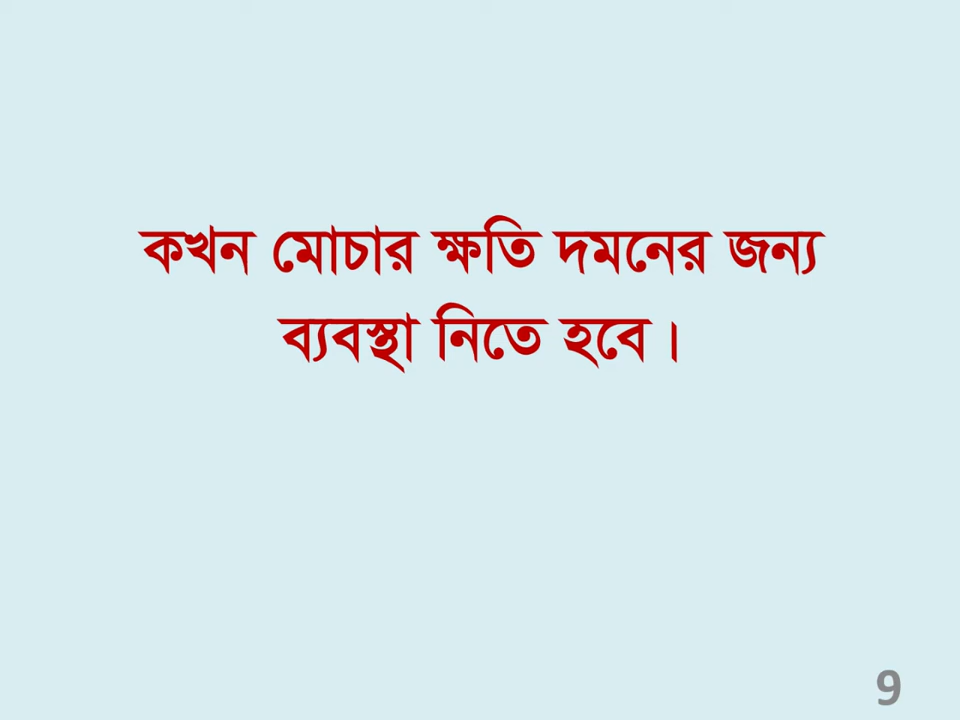 কখন মোচার ক্ষতি দমনের জন্য
ব্যবস্থা নিতে হবে।
9